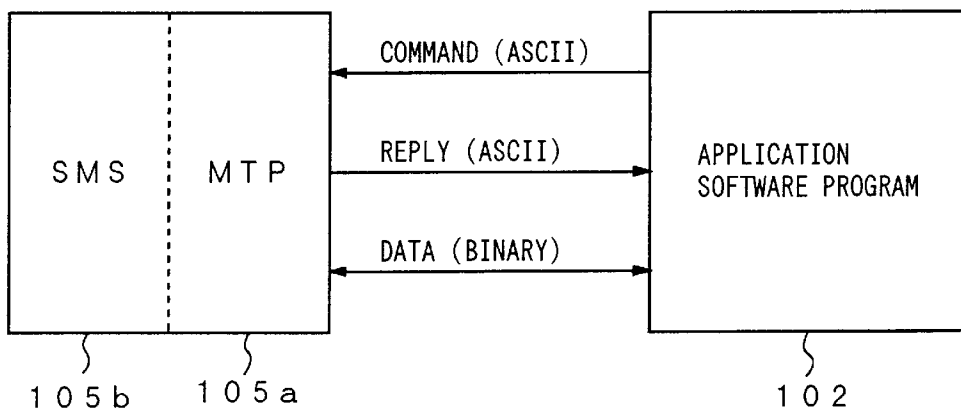 COMMAND (ASCII)
SMS
MTP
REPLY (ASCII)
APPLICATION
SOFTWARE PROGRAM
DATA (BINARY)
105b
105a
102